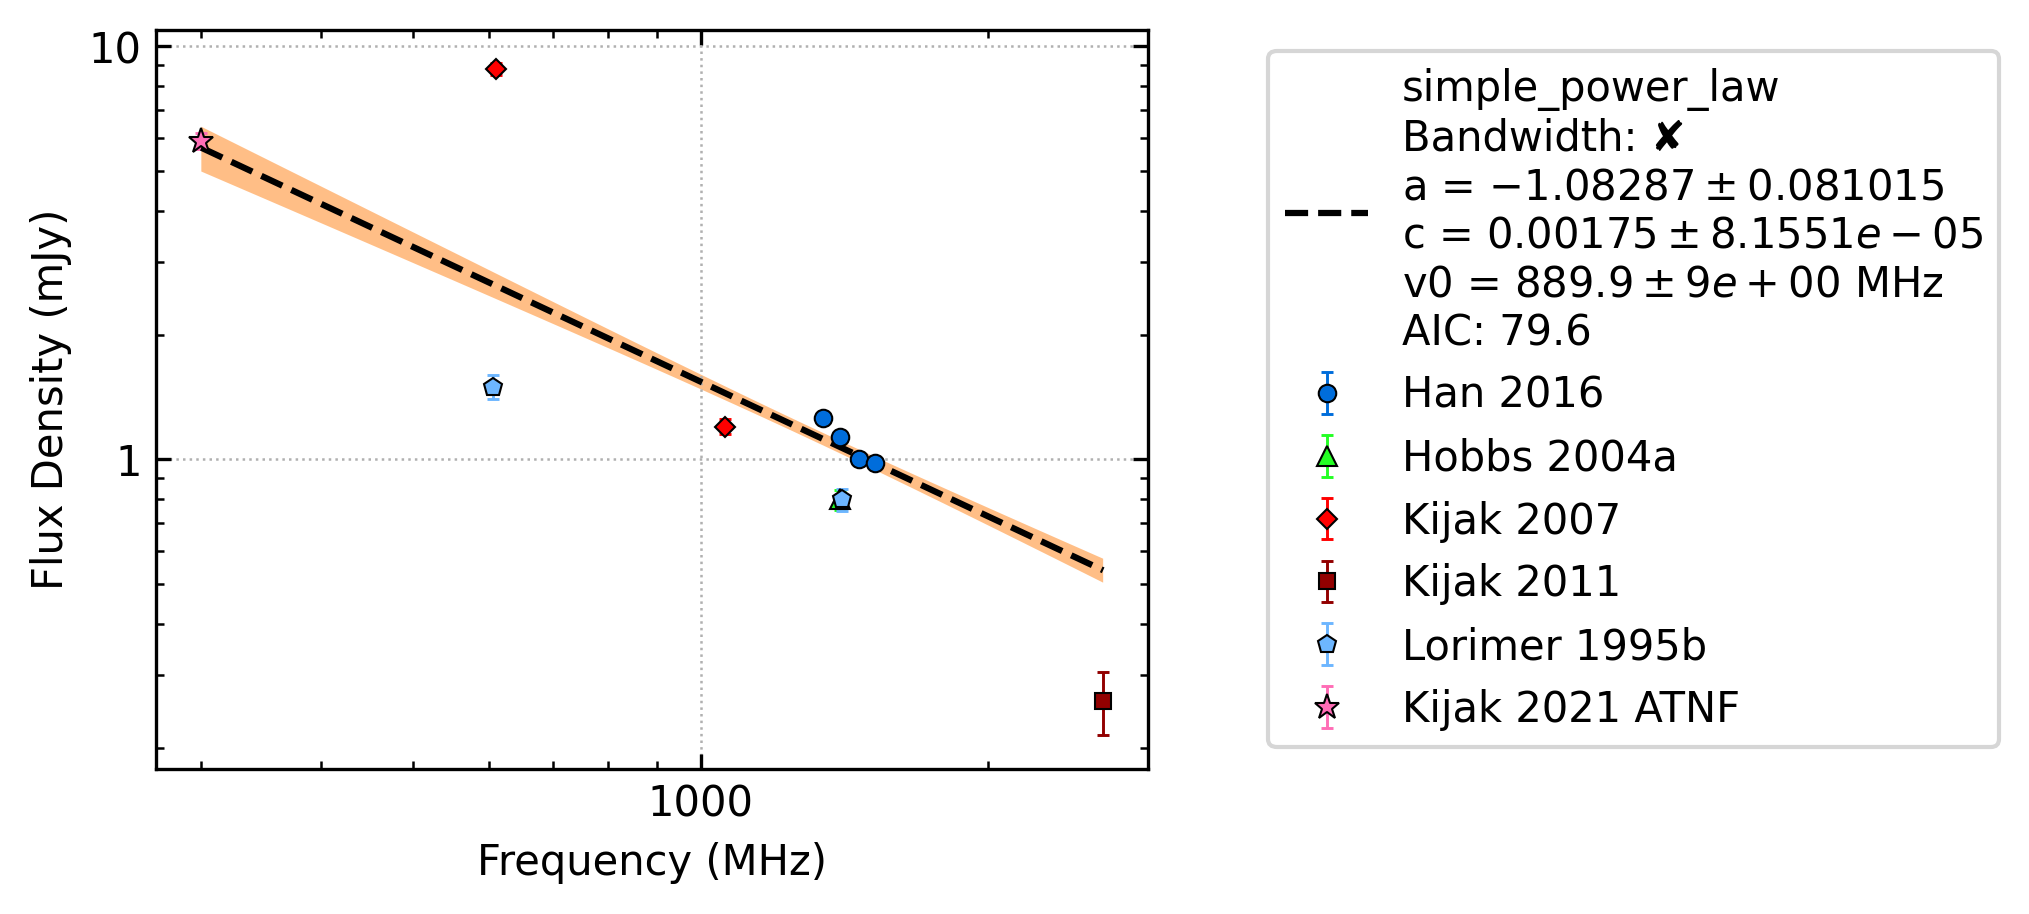 10
1
Flux Density (mJy)
1000
Frequency (MHz)
simple_power_law
Bandwidth: ✘
a = −1.08287 ± 0.081015
c = 0.00175 ± 8.1551e − 05
v0 = 889.9 ± 9e + 00 MHz
AIC: 79.6
Han 2016
Hobbs 2004a
Kijak 2007
Kijak 2011
Lorimer 1995b
Kijak 2021 ATNF